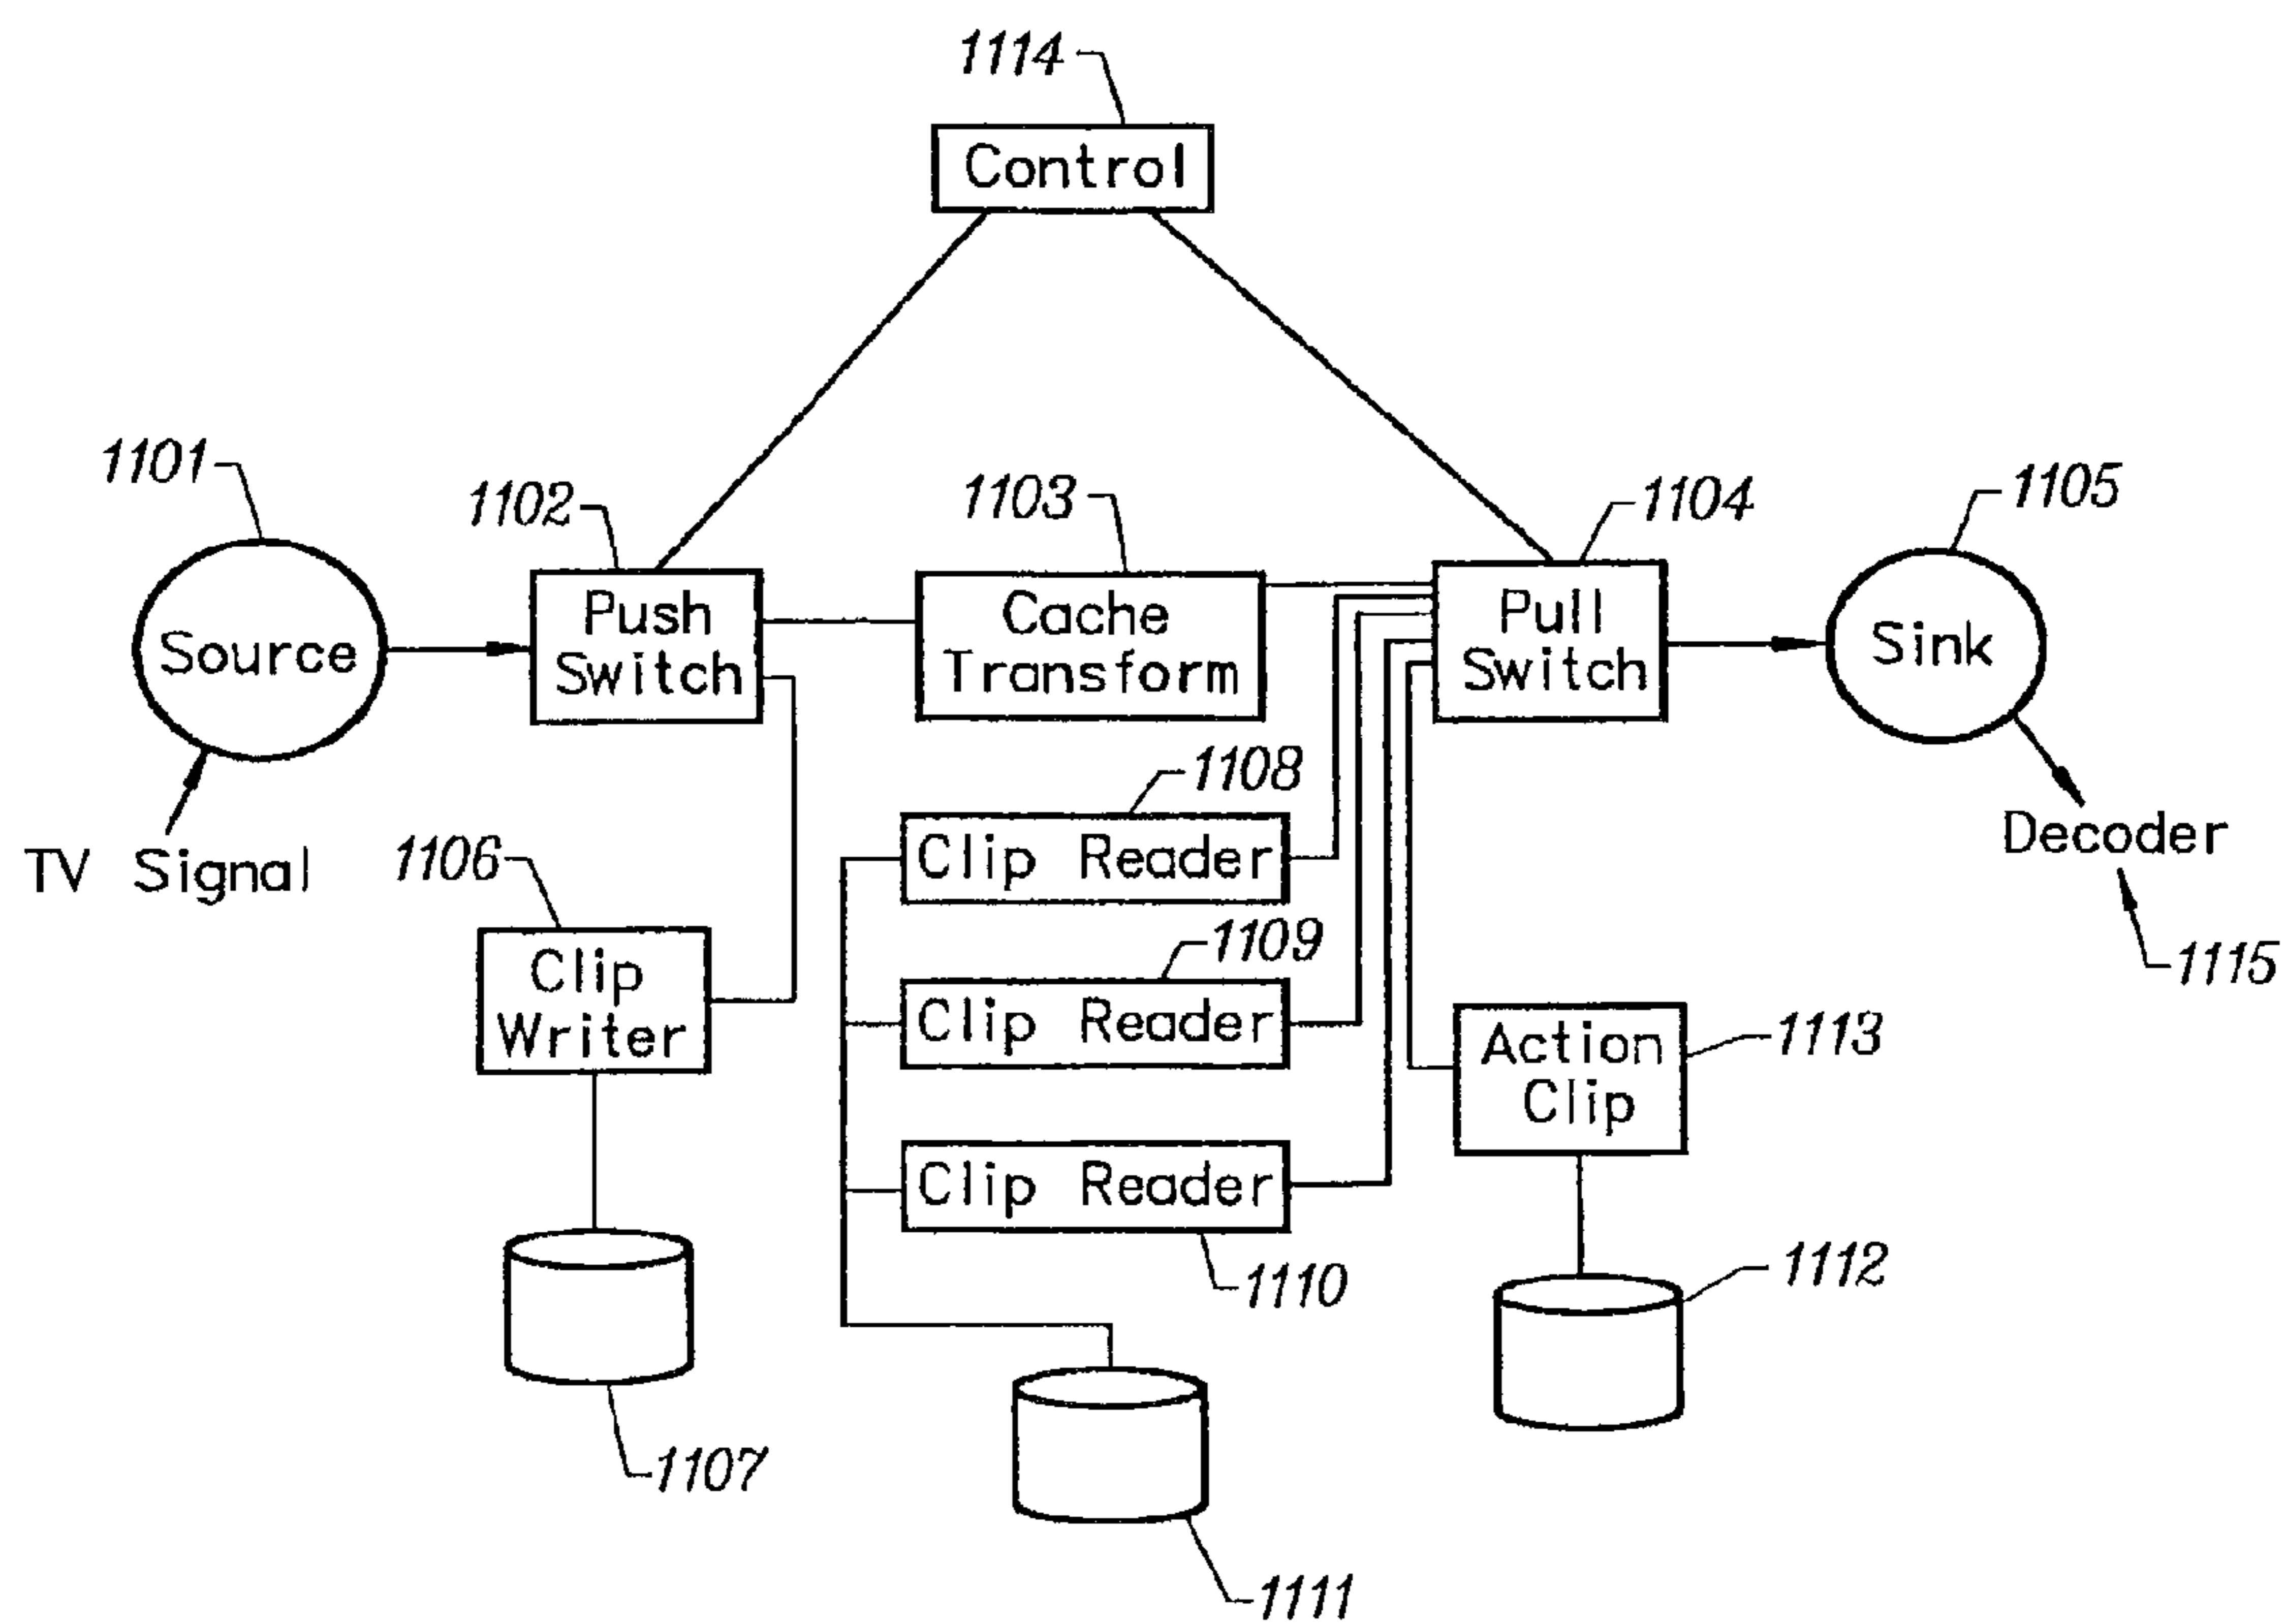 1114
Control
1101
1102
1103
1104
1105
Source
Push
Switch
Cache
Transform
Pull
Switch
Sink
TV Signal
1106
1108
Clip Reader
Decoder
1115
Clip
Writer
1109
Clip Reader
Action
Clip
1113
Clip Reader
1110
1112
1107
1111